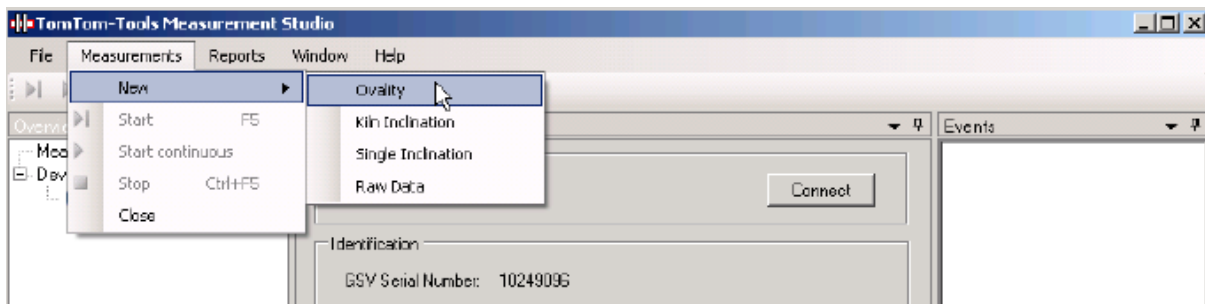 TomTom-Tools Measurement Studio
File Measurements Reports Window Help
New Ovality
Start F5 Kiln Inclination
Start continuous Single Inclination
Stop Ctrl+F5 Raw Data
Close
Events
Connect
Identification
GSV Serial Number: 10249096